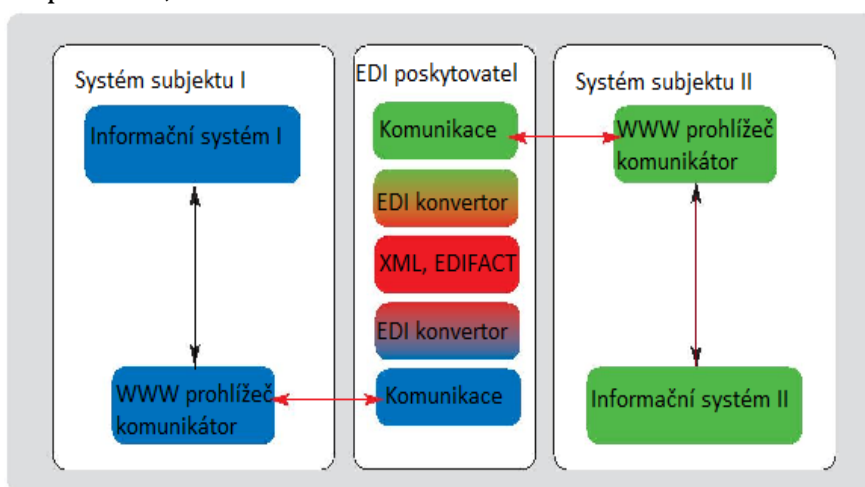 Systém subjektu I
Informační systém I
WWW prohlížeč
komunikátor
EDI poskytovatel
Komunikace
EDI konvertor
XML, EDIFACT
EDI konvertor
Komunikace
Systém subjektu II
WWW prohlížeč
komunikátor
Informační systém II